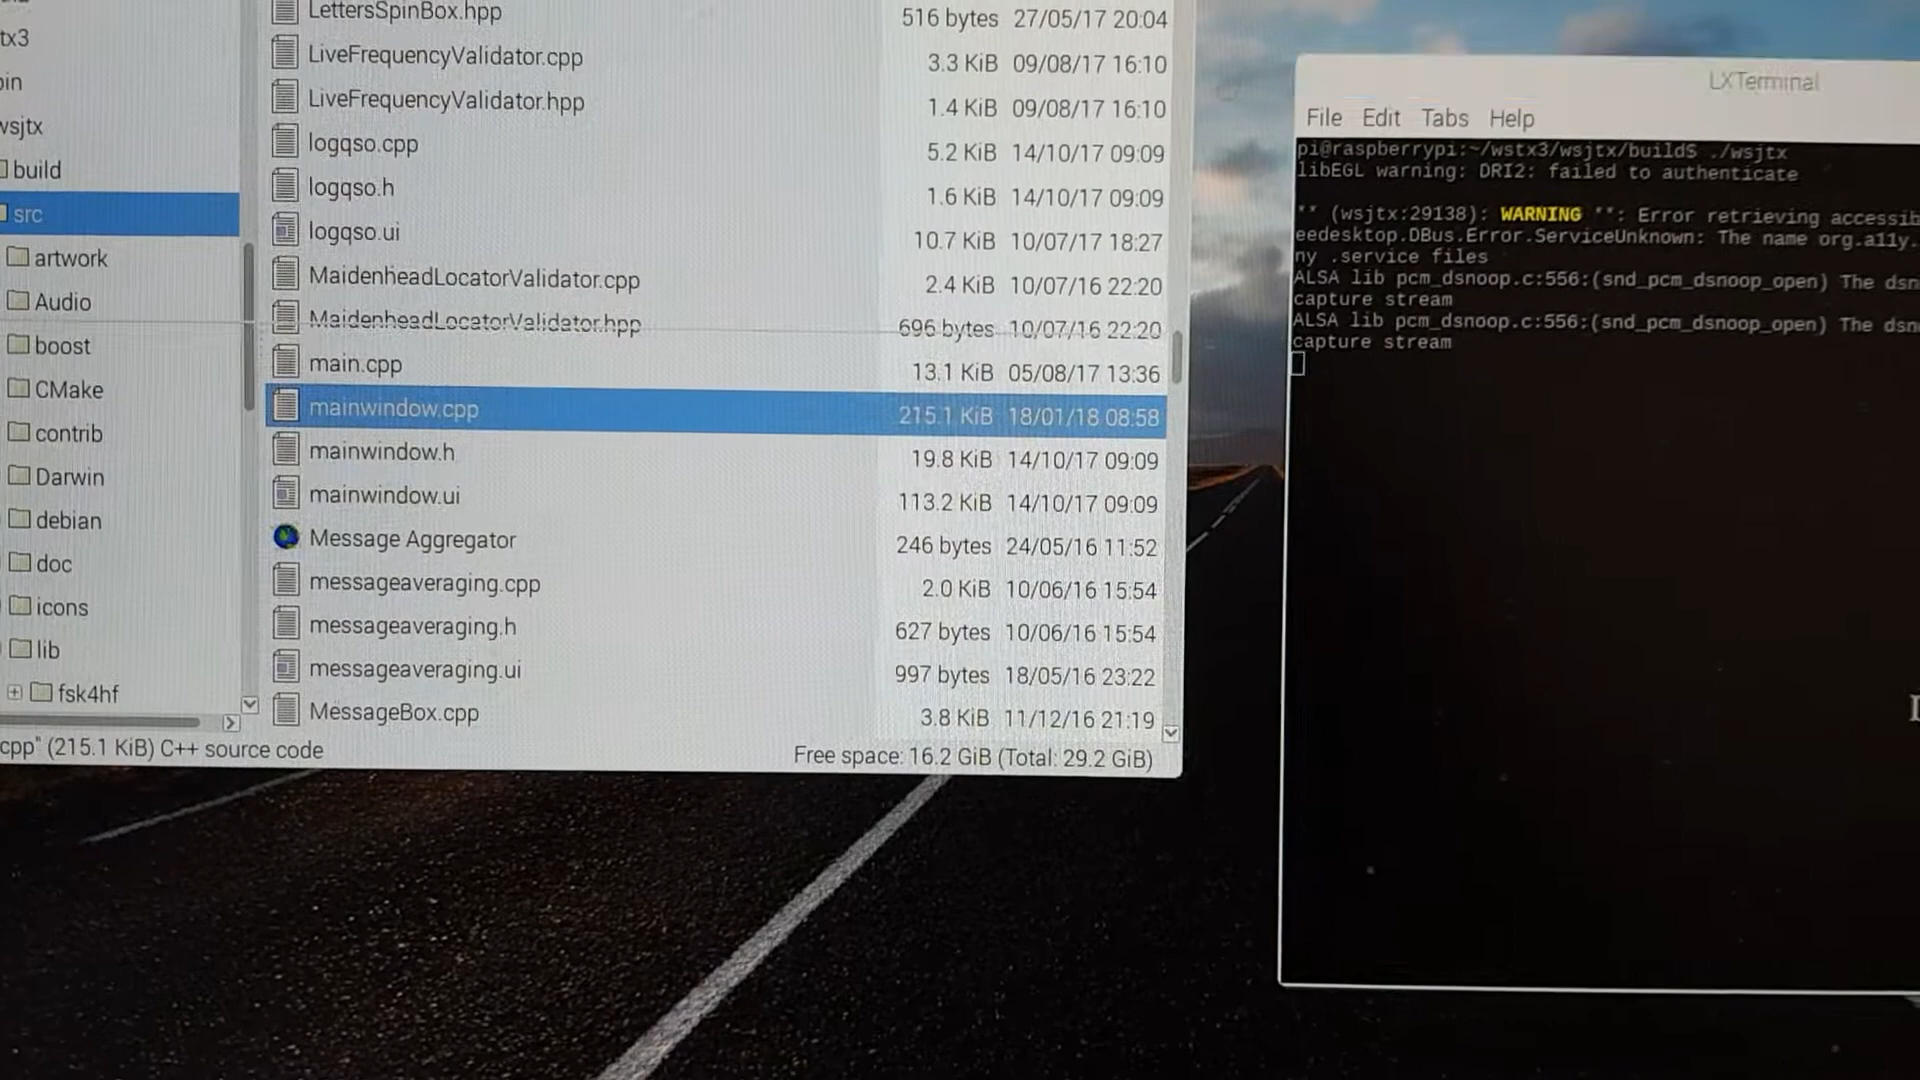 tx3
wsjtx
build
src
artwork
Audio
boost
CMake
contrib
Darwin
debian
doc
icons
lib
fsk4hf
LettersSpinBox.hpp 516 bytes 27/05/17 20:04
LiveFrequencyValidator.cpp 3.3 KiB 09/08/17 16:10
LiveFrequencyValidator.hpp 1.4 KiB 09/08/17 16:10
logqso.cpp 5.2 KiB 14/10/17 09:09
logqso.h 1.6 KiB 14/10/17 09:09
logqso.ui 10.7 KiB 10/07/17 18:27
MaidenheadLocatorValidator.cpp 2.4 KiB 10/07/16 22:20
MaidenheadLocatorValidator.hpp 696 bytes 10/07/16 22:20
main.cpp 13.1 KiB 05/08/17 13:36
mainwindow.cpp 215.1 KiB 18/01/18 08:58
mainwindow.h 19.8 KiB 14/10/17 09:09
mainwindow.ui 113.2 KiB 14/10/17 09:09
Message Aggregator 246 bytes 24/05/16 11:52
messageaveraging.cpp 2.0 KiB 10/06/16 15:54
messageaveraging.h 627 bytes 10/06/16 15:54
messageaveraging.ui 997 bytes 18/05/16 23:22
MessageBox.cpp 3.8 KiB 11/12/16 21:19
cpp" (215.1 KiB) C++ source code Free space: 16.2 GiB (Total: 29.2 GiB)
LXTerminal
File Edit Tabs Help
pi@raspberrypi:~/wstx3/wsjtx/build$ ./wsjtx
libEGL warning: DRI2: failed to authenticate
** (wsjtx:29138): WARNING **: Error retrieving accessib
eedesktop.DBus.Error.ServiceUnknown: The name org.a11y.
ny .service files
ALSA lib pcm_dsnoop.c:556:(snd_pcm_dsnoop_open) The dsn
capture stream
ALSA lib pcm_dsnoop.c:556:(snd_pcm_dsnoop_open) The dsn
capture stream